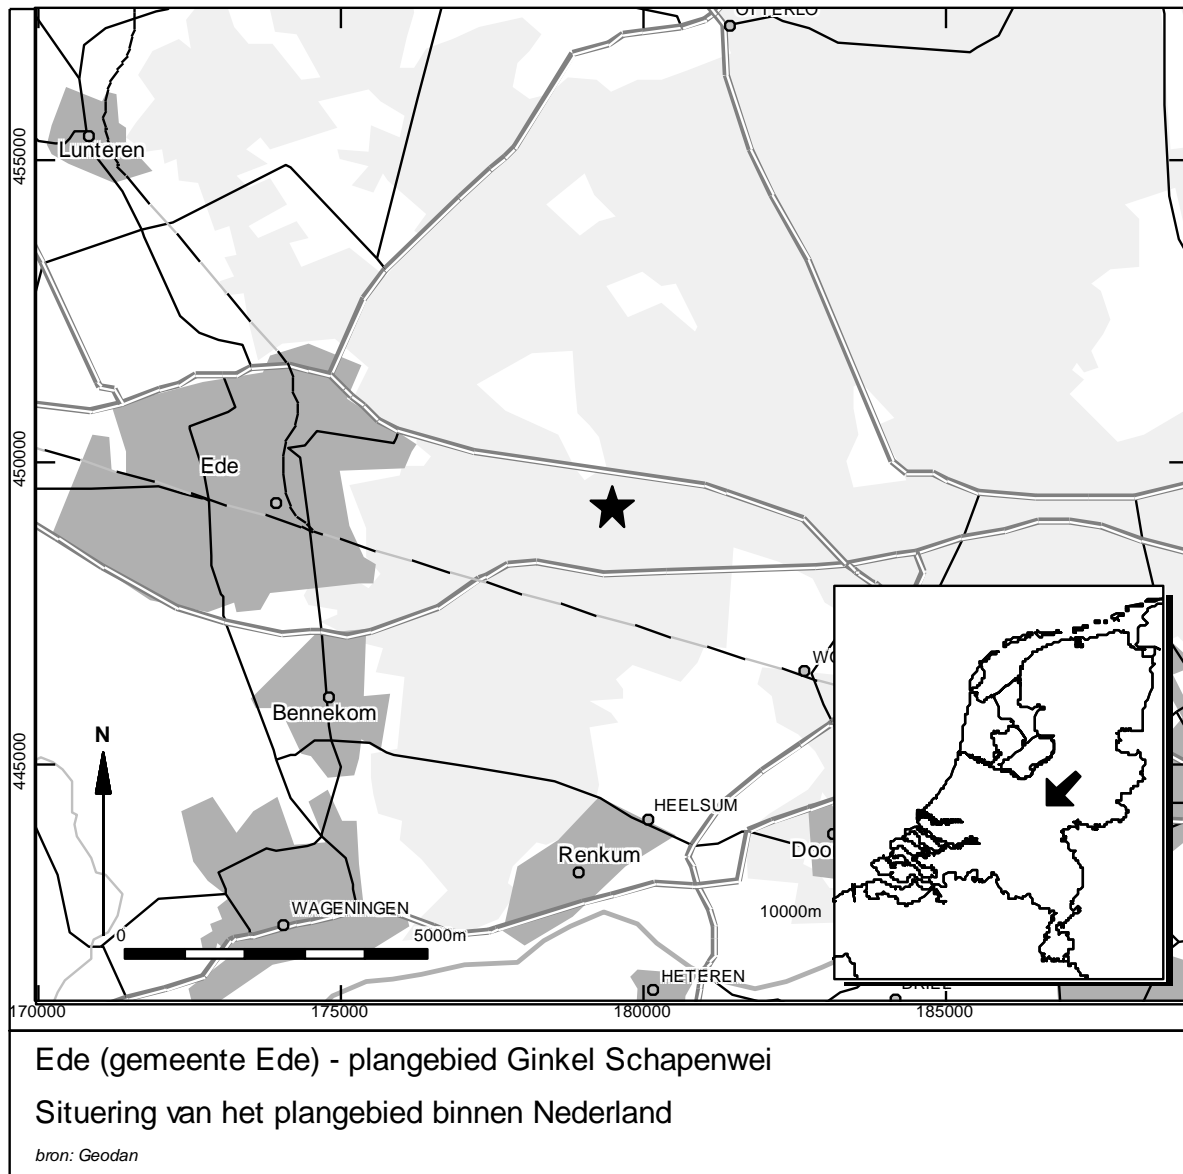 Lunteren
455000
450000
Ede
Bennekom
445000
N
HEELSUM
Renkum
WAGENINGEN
10000m
0
5000m
HETEREN
170000
175000
180000
185000
Ede (gemeente Ede) - plangebied Ginkel Schapenwei
Situering van het plangebied binnen Nederland
bron: Geodan